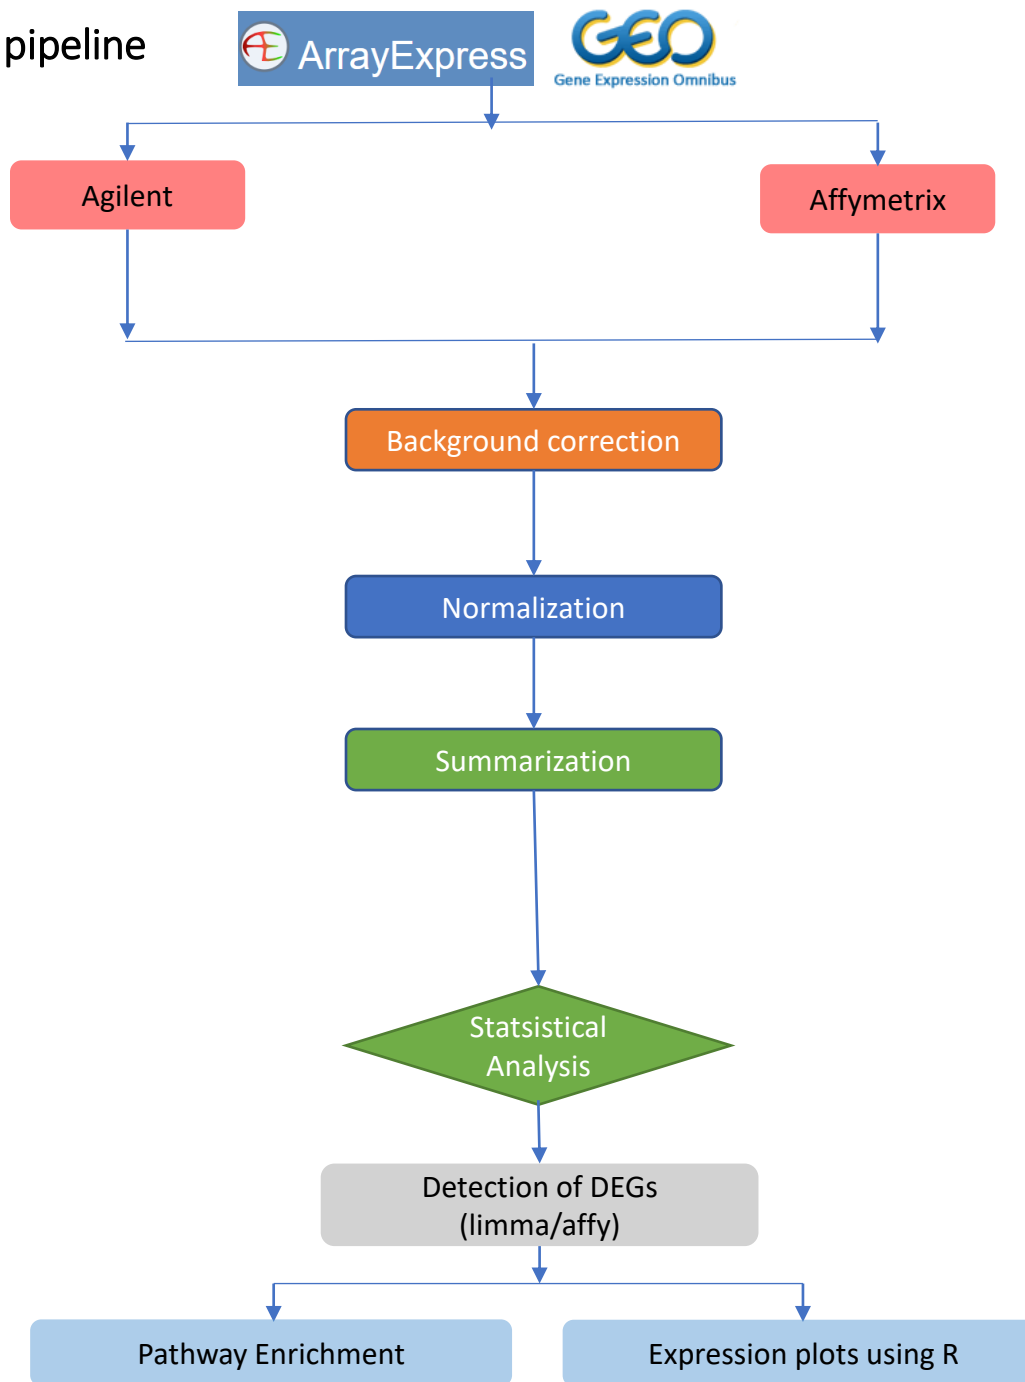 pipeline
ArrayExpress
GEO
Gene Expression Omnibus
Agilent
Affymetrix
Background correction
Normalization
Summarization
Statsistical
Analysis
Detection of DEGs
(limma/affy)
Pathway Enrichment
Expression plots using R